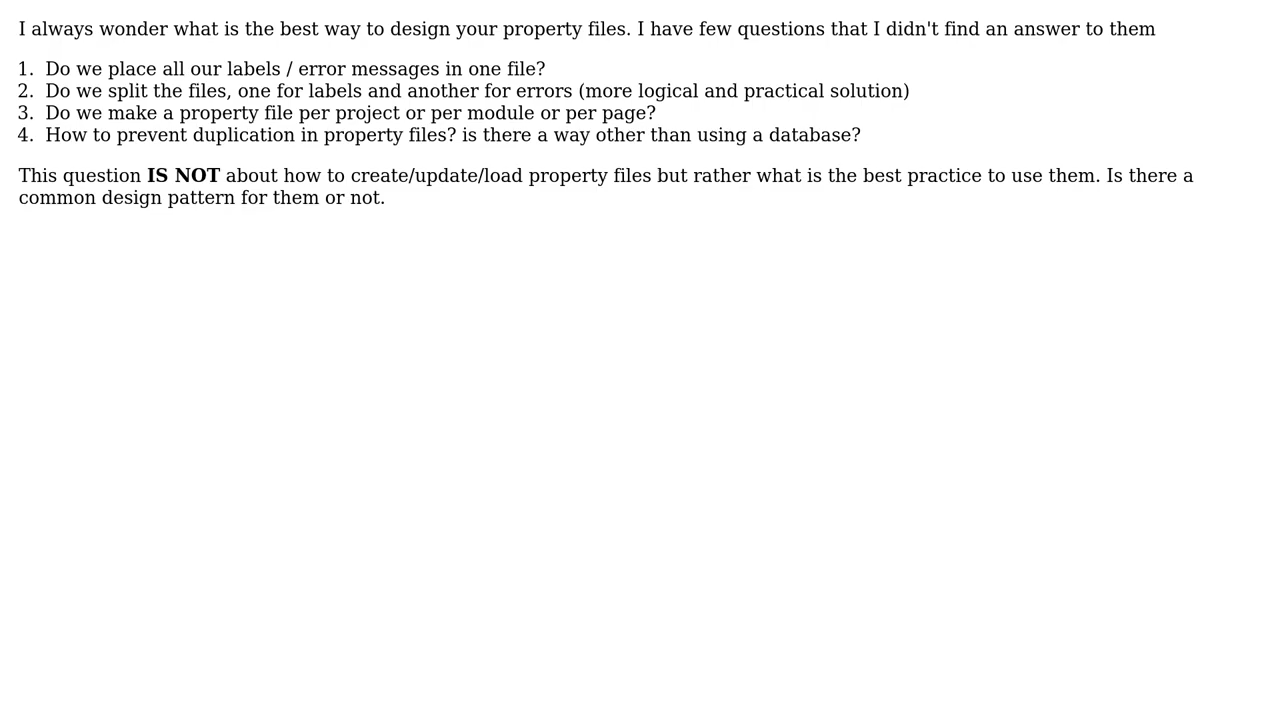 I always wonder what is the best way to design your property files. I have few questions that I didn't find an answer to them
1. Do we place all our labels / error messages in one file?
2. Do we split the files, one for labels and another for errors (more logical and practical solution)
3. Do we make a property file per project or per module or per page?
4. How to prevent duplication in property files? is there a way other than using a database?
This question IS NOT about how to create/update/load property files but rather what is the best practice to use them. Is there a
common design pattern for them or not.